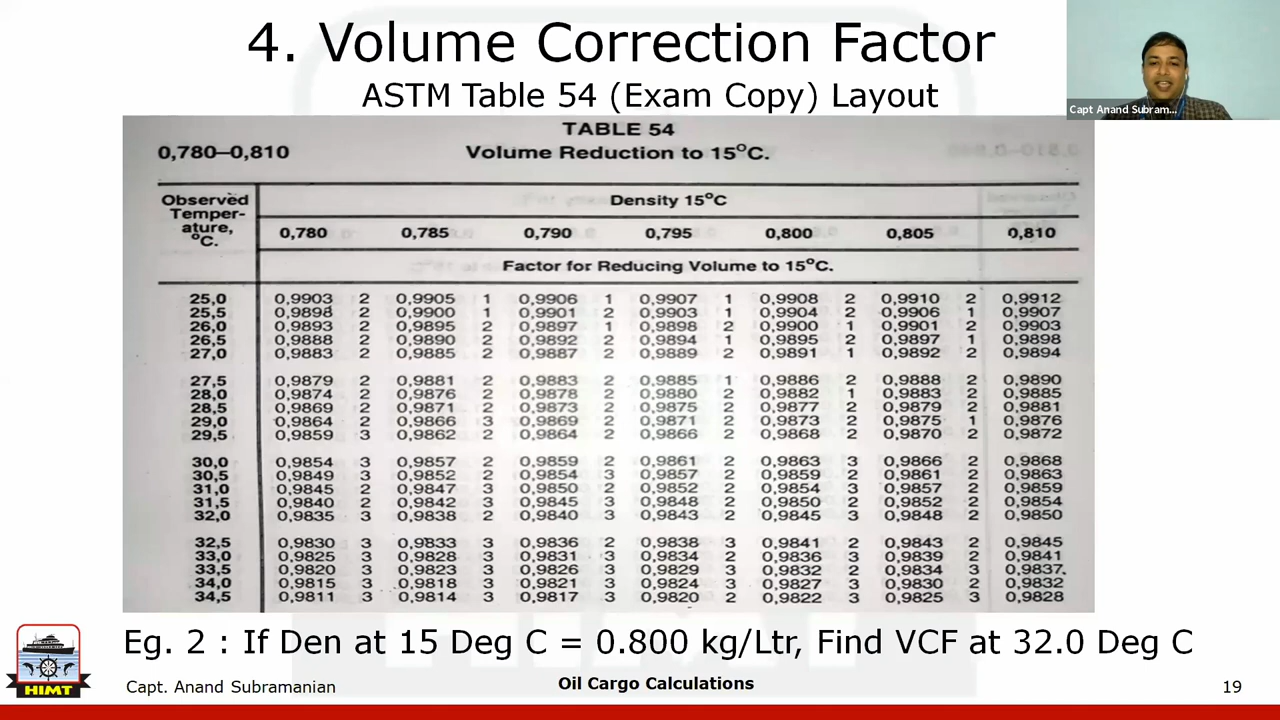 4. Volume Correction Factor
ASTM Table 54 (Exam Copy) Layout
Capt Anand Subram...
TABLE 54
0,780–0,810 Volume Reduction to 15°C.
Observed Temper- ature, °C. Density 15°C
0,780 0,785 0,790 0,795 0,800 0,805 0,810
Factor for Reducing Volume to 15°C.
25,0 0,9903 2 0,9905 1 0,9906 1 0,9907 1 0,9908 2 0,9910 2 0,9912
25,5 0,9898 2 0,9900 1 0,9901 2 0,9903 1 0,9904 2 0,9906 1 0,9907
26,0 0,9893 2 0,9895 2 0,9897 1 0,9898 2 0,9900 1 0,9901 2 0,9903
26,5 0,9888 2 0,9890 2 0,9892 2 0,9894 1 0,9895 2 0,9897 1 0,9898
27,0 0,9883 2 0,9885 2 0,9887 2 0,9889 2 0,9891 1 0,9892 2 0,9894
27,5 0,9879 2 0,9881 2 0,9883 2 0,9885 1 0,9886 2 0,9888 2 0,9890
28,0 0,9874 2 0,9876 2 0,9878 2 0,9880 2 0,9882 1 0,9883 2 0,9885
28,5 0,9869 2 0,9871 2 0,9873 2 0,9875 2 0,9877 2 0,9879 2 0,9881
29,0 0,9864 2 0,9866 3 0,9869 2 0,9871 2 0,9873 2 0,9875 1 0,9876
29,5 0,9859 3 0,9862 2 0,9864 2 0,9866 2 0,9868 2 0,9870 2 0,9872
30,0 0,9854 3 0,9857 2 0,9859 2 0,9861 2 0,9863 3 0,9866 2 0,9868
30,5 0,9849 3 0,9852 2 0,9854 3 0,9857 2 0,9859 2 0,9861 2 0,9863
31,0 0,9845 2 0,9847 3 0,9850 2 0,9852 2 0,9854 3 0,9857 2 0,9859
31,5 0,9840 2 0,9842 3 0,9845 3 0,9848 2 0,9850 2 0,9852 2 0,9854
32,0 0,9835 3 0,9838 2 0,9840 3 0,9843 2 0,9845 3 0,9848 2 0,9850
32,5 0,9830 3 0,9833 3 0,9836 2 0,9838 3 0,9841 2 0,9843 2 0,9845
33,0 0,9825 3 0,9828 3 0,9831 3 0,9834 2 0,9836 3 0,9839 2 0,9841
33,5 0,9820 3 0,9823 3 0,9826 3 0,9829 3 0,9832 2 0,9834 3 0,9837
34,0 0,9815 3 0,9818 3 0,9821 3 0,9824 3 0,9827 3 0,9830 2 0,9832
34,5 0,9811 3 0,9814 3 0,9817 3 0,9820 2 0,9822 3 0,9825 3 0,9828
Eg. 2 : If Den at 15 Deg C = 0.800 kg/Ltr, Find VCF at 32.0 Deg C
HIMT
Capt. Anand Subramanian Oil Cargo Calculations 19